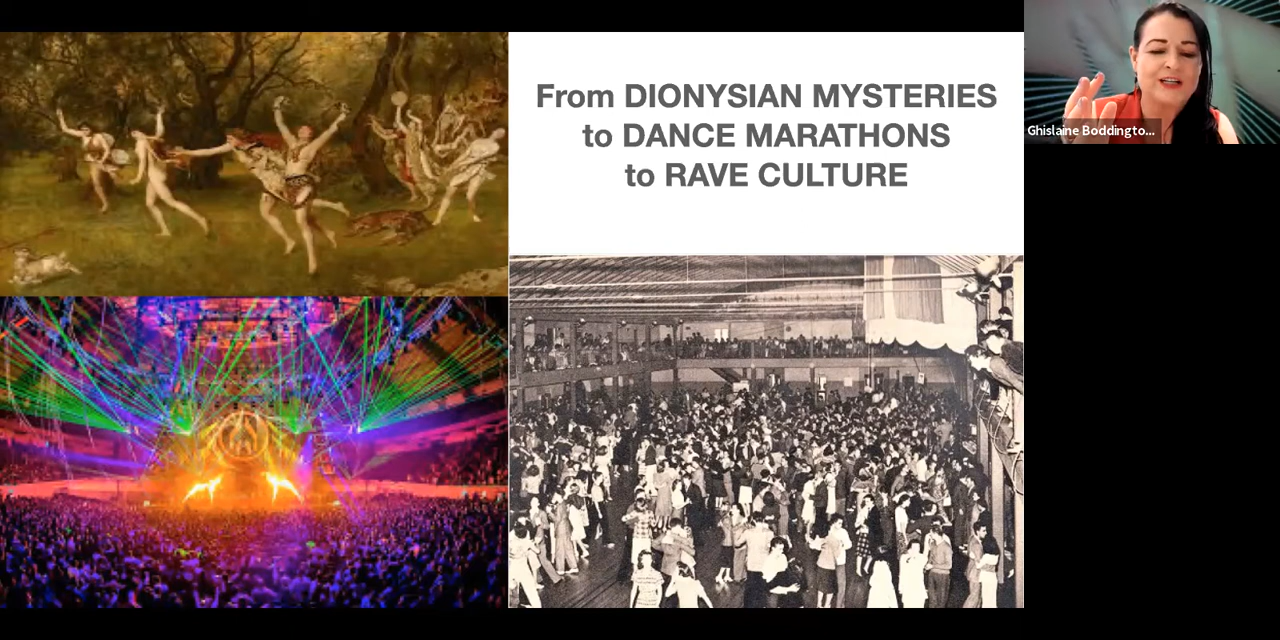 From DIONYSIAN MYSTERIES
to DANCE MARATHONS
to RAVE CULTURE
Ghislaine Boddingto...